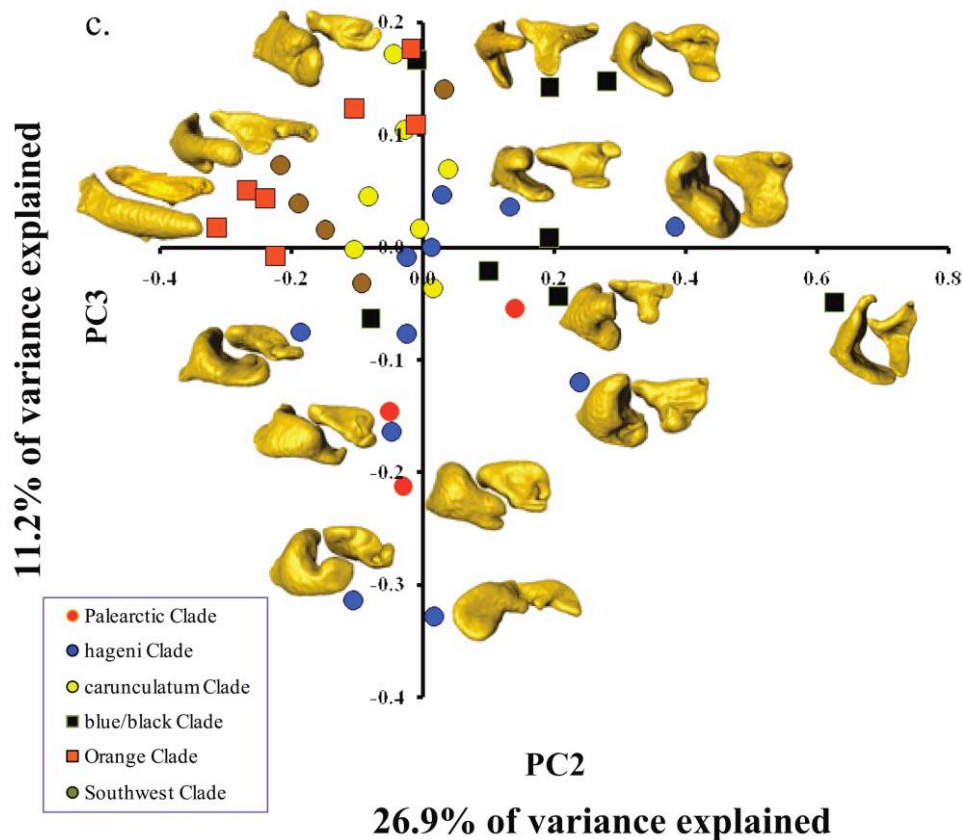 c.
0.2
0.1
0.0
-0.4
-0.2
0.0
0.2
0.4
0.6
0.8
-0.1
-0.2
-0.3
-0.4
PC3
11.2% of variance explained
Palearctic Clade
hageni Clade
carunculatum Clade
blue/black Clade
Orange Clade
Southwest Clade
PC2
26.9% of variance explained